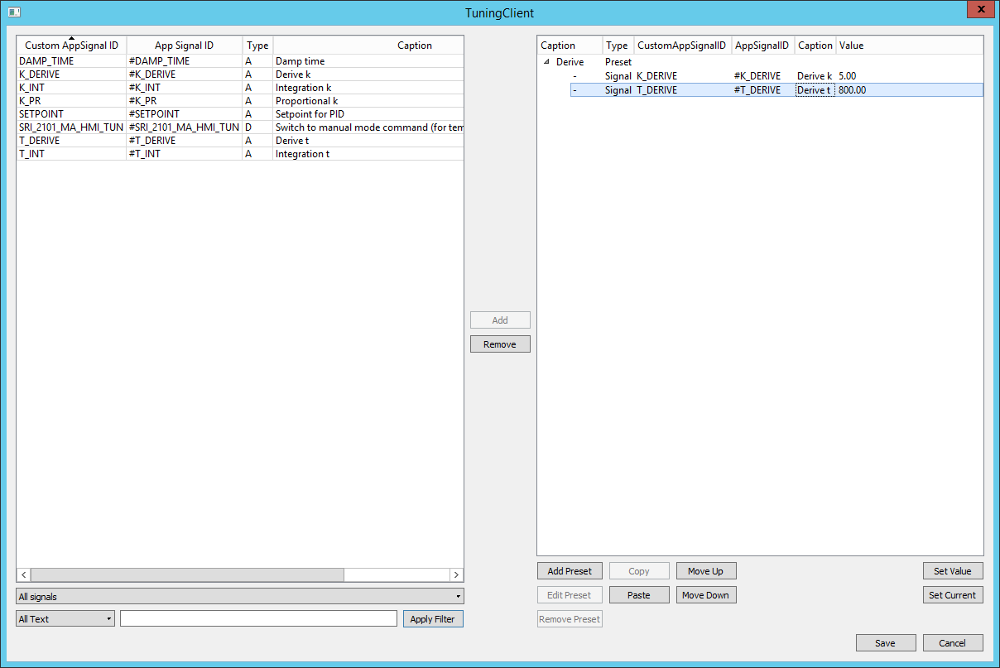 TuningClient
Custom AppSignal ID App Signal ID Type Caption
DAMP_TIME #DAMP_TIME A Damp time
K_DERIVE #K_DERIVE A Derive k
K_INT #K_INT A Integration k
K_PR #K_PR A Proportional k
SETPOINT #SETPOINT A Setpoint for PID
SRI_2101_MA_HMI_TUN #SRI_2101_MA_HMI_TUN D Switch to manual mode command (for tem
T_DERIVE #T_DERIVE A Derive t
T_INT #T_INT A Integration t
All signals
All Text
Apply Filter
Add
Remove
Caption Type CustomAppSignalID AppSignalID Caption Value
Derive Preset
- Signal K_DERIVE #K_DERIVE Derive k 5.00
- Signal T_DERIVE #T_DERIVE Derive t 800.00
Add Preset Copy Move Up Set Value
Edit Preset Paste Move Down Set Current
Remove Preset
Save Cancel